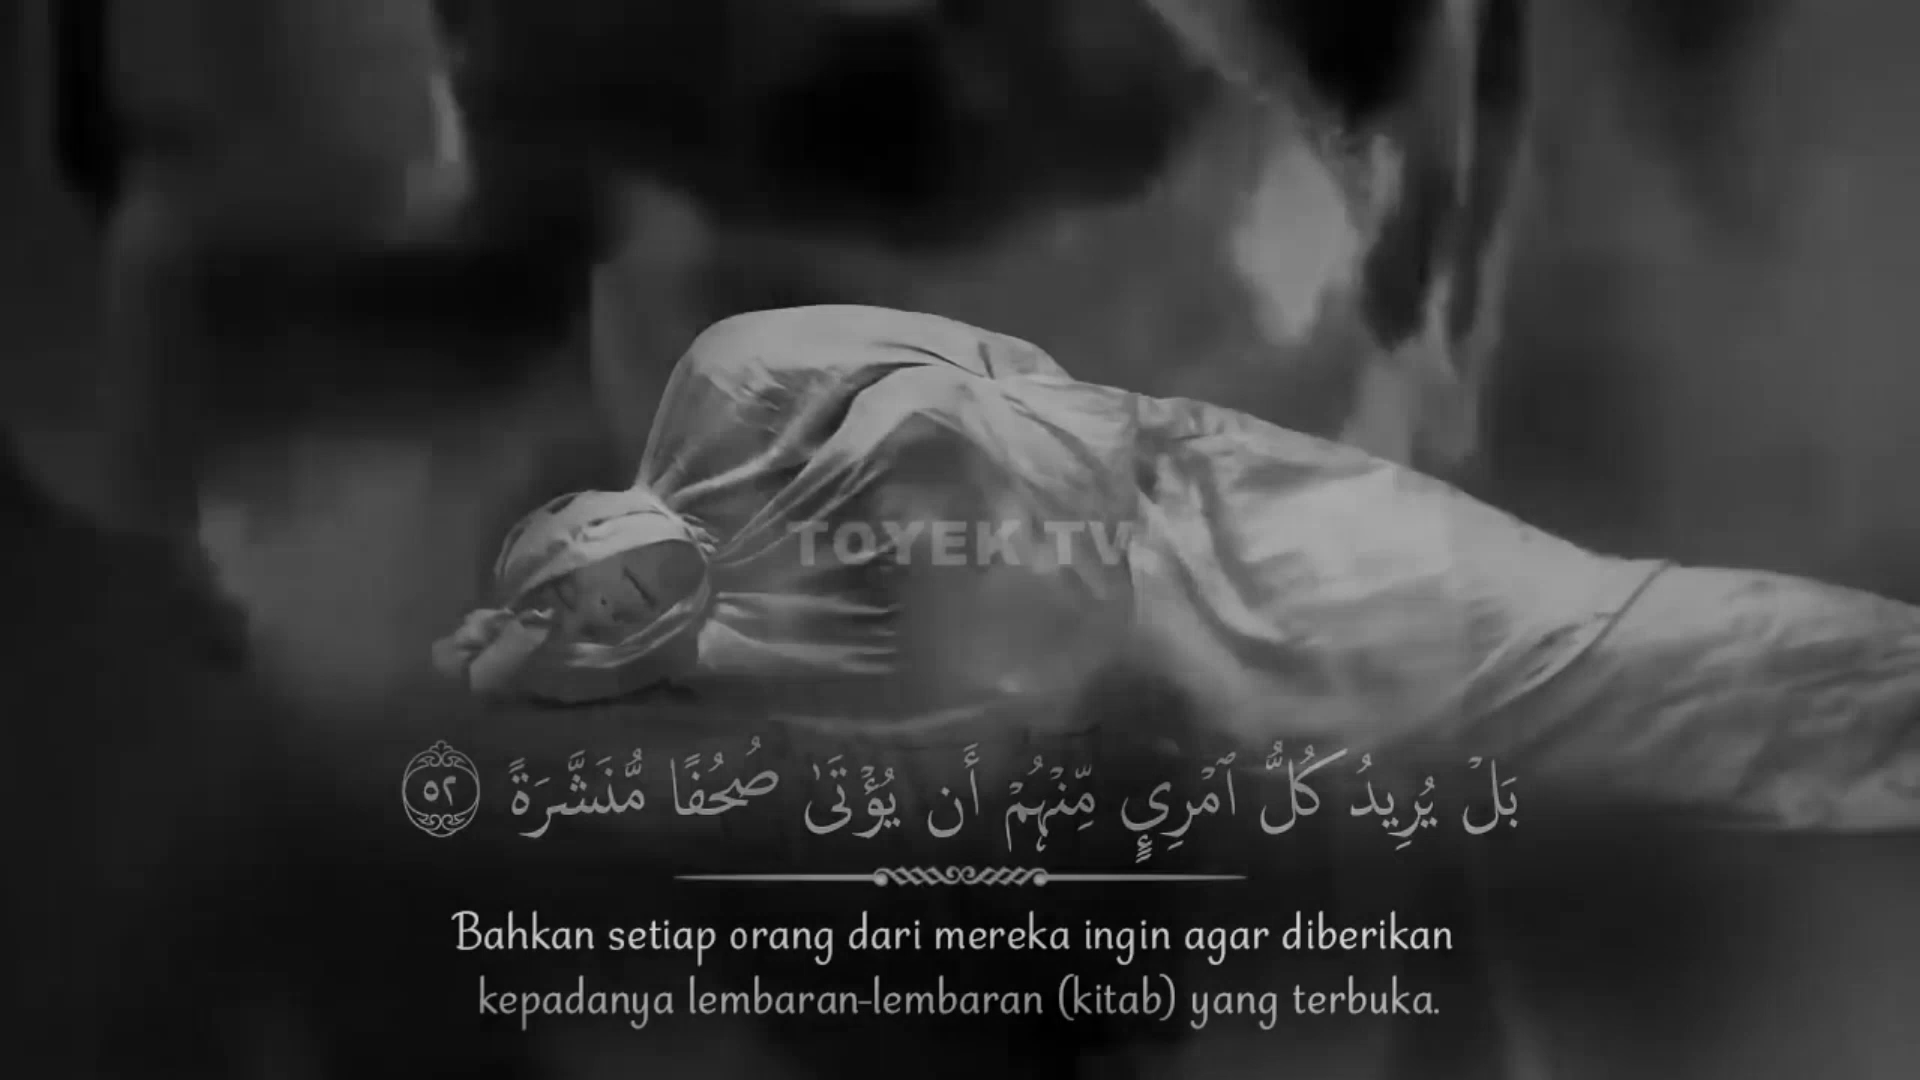 TOYEK TV
بَلۡ يُرِيدُ كُلُّ ٱمۡرِيٕٖ مِّنۡهُمۡ أَن يُؤۡتَىٰ صُحُفٗا مُّنَشَّرَةٗ ٥٢
Bahkan setiap orang dari mereka ingin agar diberikan
kepadanya lembaran-lembaran (kitab) yang terbuka.